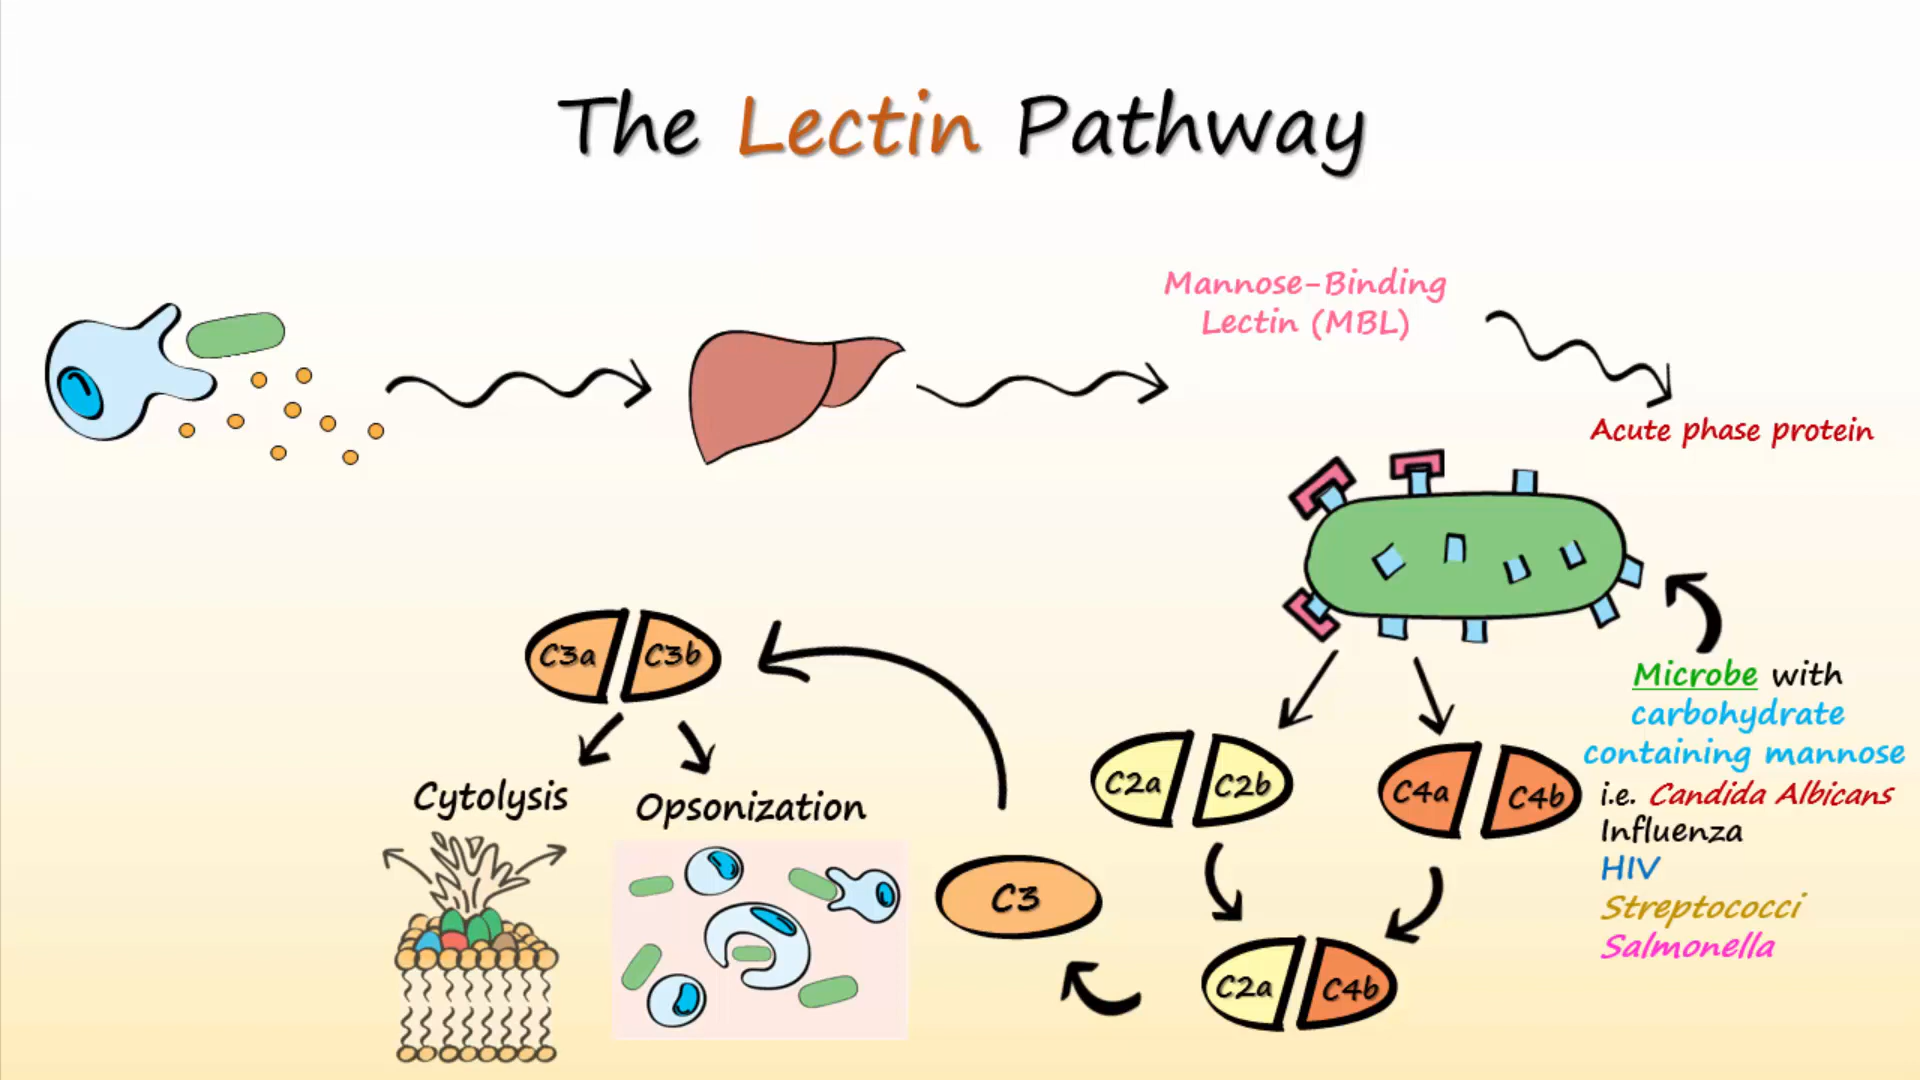 The Lectin Pathway
Mannose-Binding
Lectin (MBL)
Acute phase protein
Microbe with
carbohydrate
containing mannose
i.e. Candida Albicans
Influenza
HIV
Streptococci
Salmonella
C2a C2b
C4a C4b
C2a C4b
C3
C3a C3b
Cytolysis
Opsonization